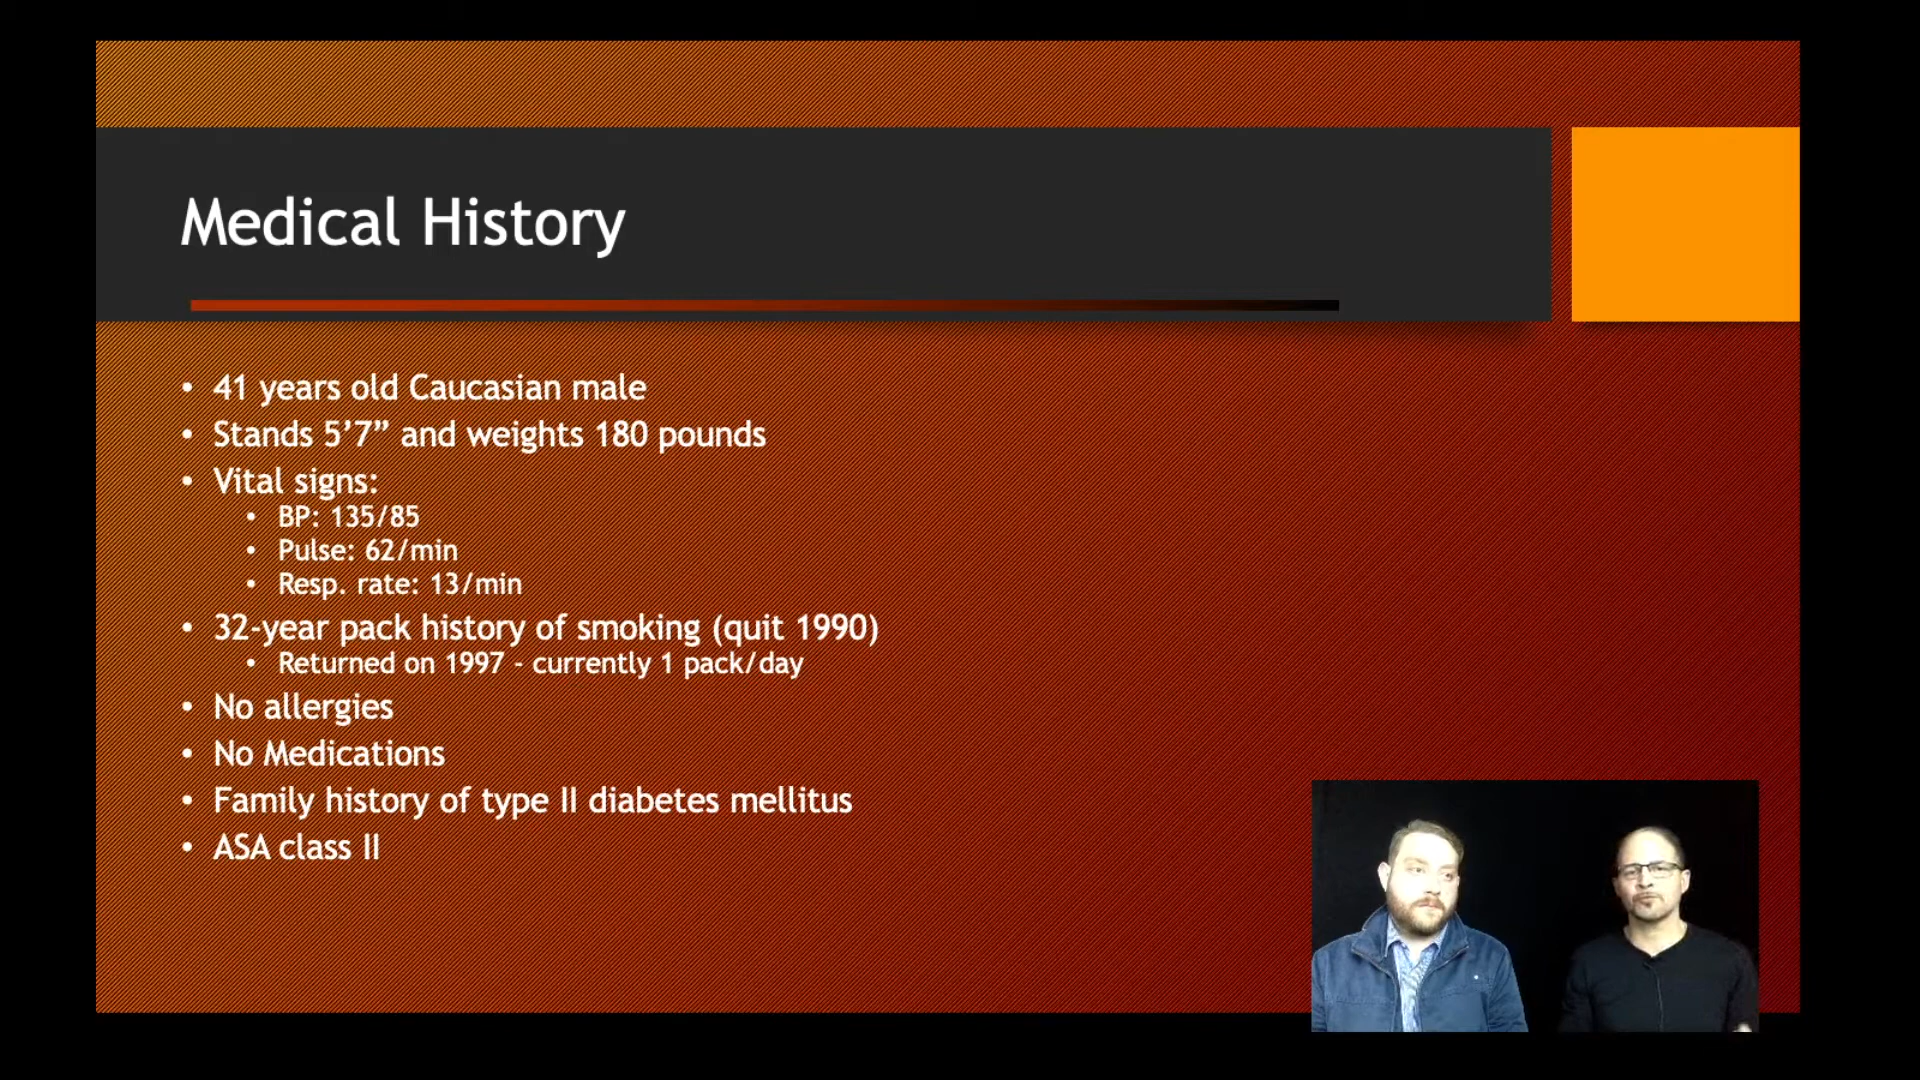 Medical History
• 41 years old Caucasian male
• Stands 5’7” and weights 180 pounds
• Vital signs:
• BP: 135/85
• Pulse: 62/min
• Resp. rate: 13/min
• 32-year pack history of smoking (quit 1990)
• Returned on 1997 - currently 1 pack/day
• No allergies
• No Medications
• Family history of type II diabetes mellitus
• ASA class II